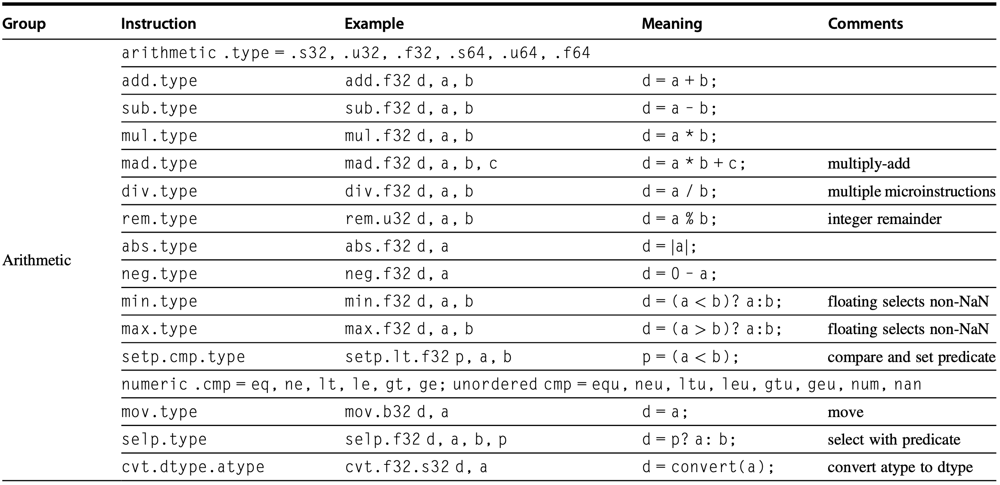 Group Instruction Example Meaning Comments
arithmetic .type = .s32, .u32, .f32, .s64, .u64, .f64
add.type add.f32 d, a, b d = a + b;
sub.type sub.f32 d, a, b d = a - b;
mul.type mul.f32 d, a, b d = a * b;
mad.type mad.f32 d, a, b, c d = a * b + c; multiply-add
div.type div.f32 d, a, b d = a / b; multiple microinstructions
rem.type rem.u32 d, a, b d = a % b; integer remainder
abs.type abs.f32 d, a d = |a|;
Arithmetic
neg.type neg.f32 d, a d = 0 - a;
min.type min.f32 d, a, b d = (a < b)? a:b; floating selects non-NaN
max.type max.f32 d, a, b d = (a > b)? a:b; floating selects non-NaN
setp.cmp.type setp.lt.f32 p, a, b p = (a < b); compare and set predicate
numeric .cmp = eq, ne, lt, le, gt, ge; unordered cmp = equ, neu, ltu, leu, gtu, geu, num, nan
mov.type mov.b32 d, a d = a; move
selp.type selp.f32 d, a, b, p d = p? a: b; select with predicate
cvt.dtype.atype cvt.f32.s32 d, a d = convert(a); convert atype to dtype